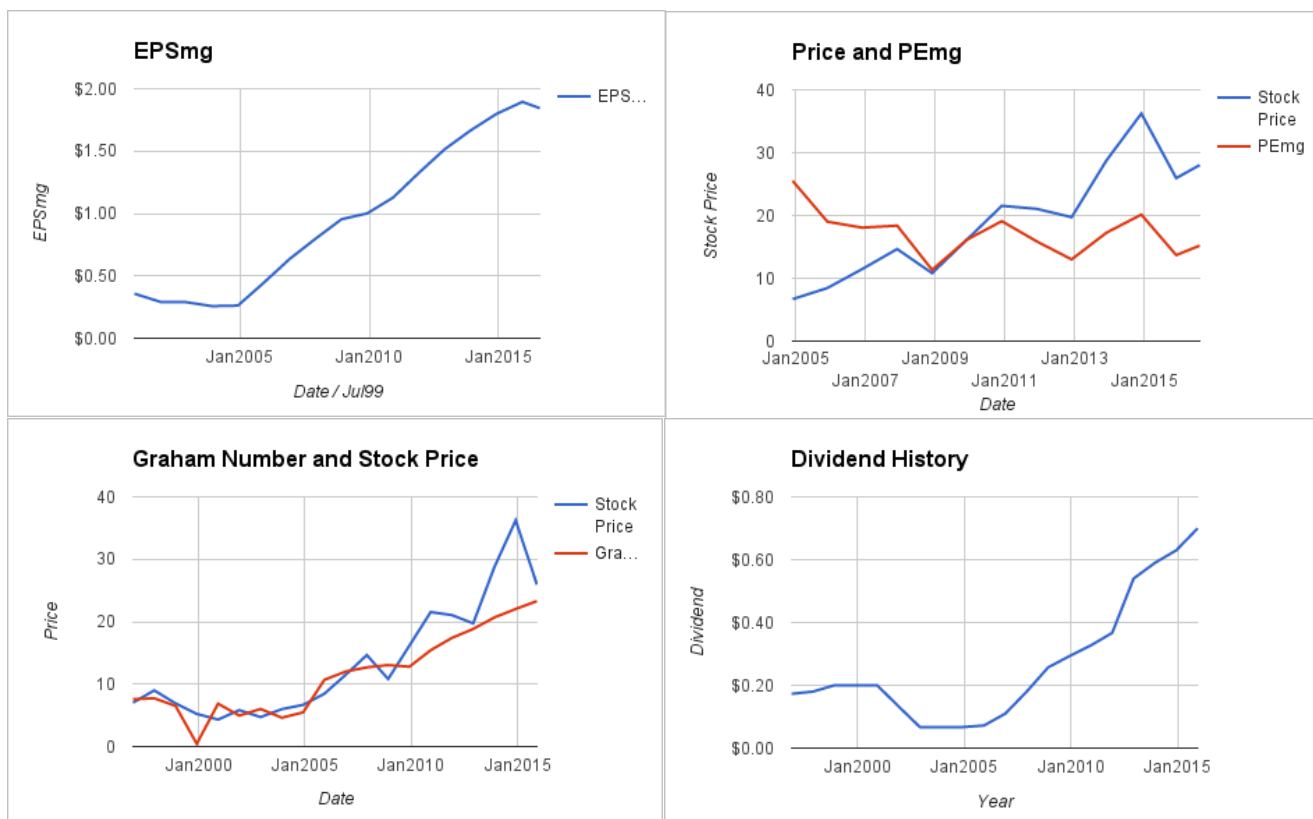 EPSmg
$2.00
$1.50
$1.00
$0.50
$0.00
EPSmg
EPS...
Jan2005
Jan2010
Jan2015
Date / Jul99
Price and PEmg
40
30
20
10
0
Stock Price
Stock
Price
PEmg
Jan2005
Jan2009
Jan2013
Jan2007
Jan2011
Jan2015
Date
Graham Number and Stock Price
40
30
20
10
0
Price
Stock
Price
Gra...
Jan2000
Jan2005
Jan2010
Jan2015
Date
Dividend History
$0.80
$0.60
$0.40
$0.20
$0.00
Dividend
Jan2000
Jan2005
Jan2010
Jan2015
Year